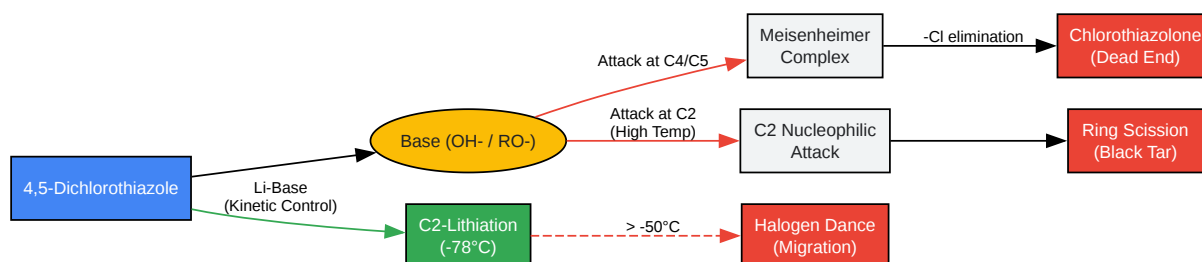 4,5-Dichlorothiazole
Base (OH- / RO-)
Li-Base
(Kinetic Control)
C2-Lithiation
(-78°C)
Attack at C4/C5
Attack at C2
(High Temp)
> -50°C
Meisenheimer
Complex
C2 Nucleophilic
Attack
Halogen Dance
(Migration)
-Cl elimination
Chlorothiazolone
(Dead End)
Ring Scission
(Black Tar)